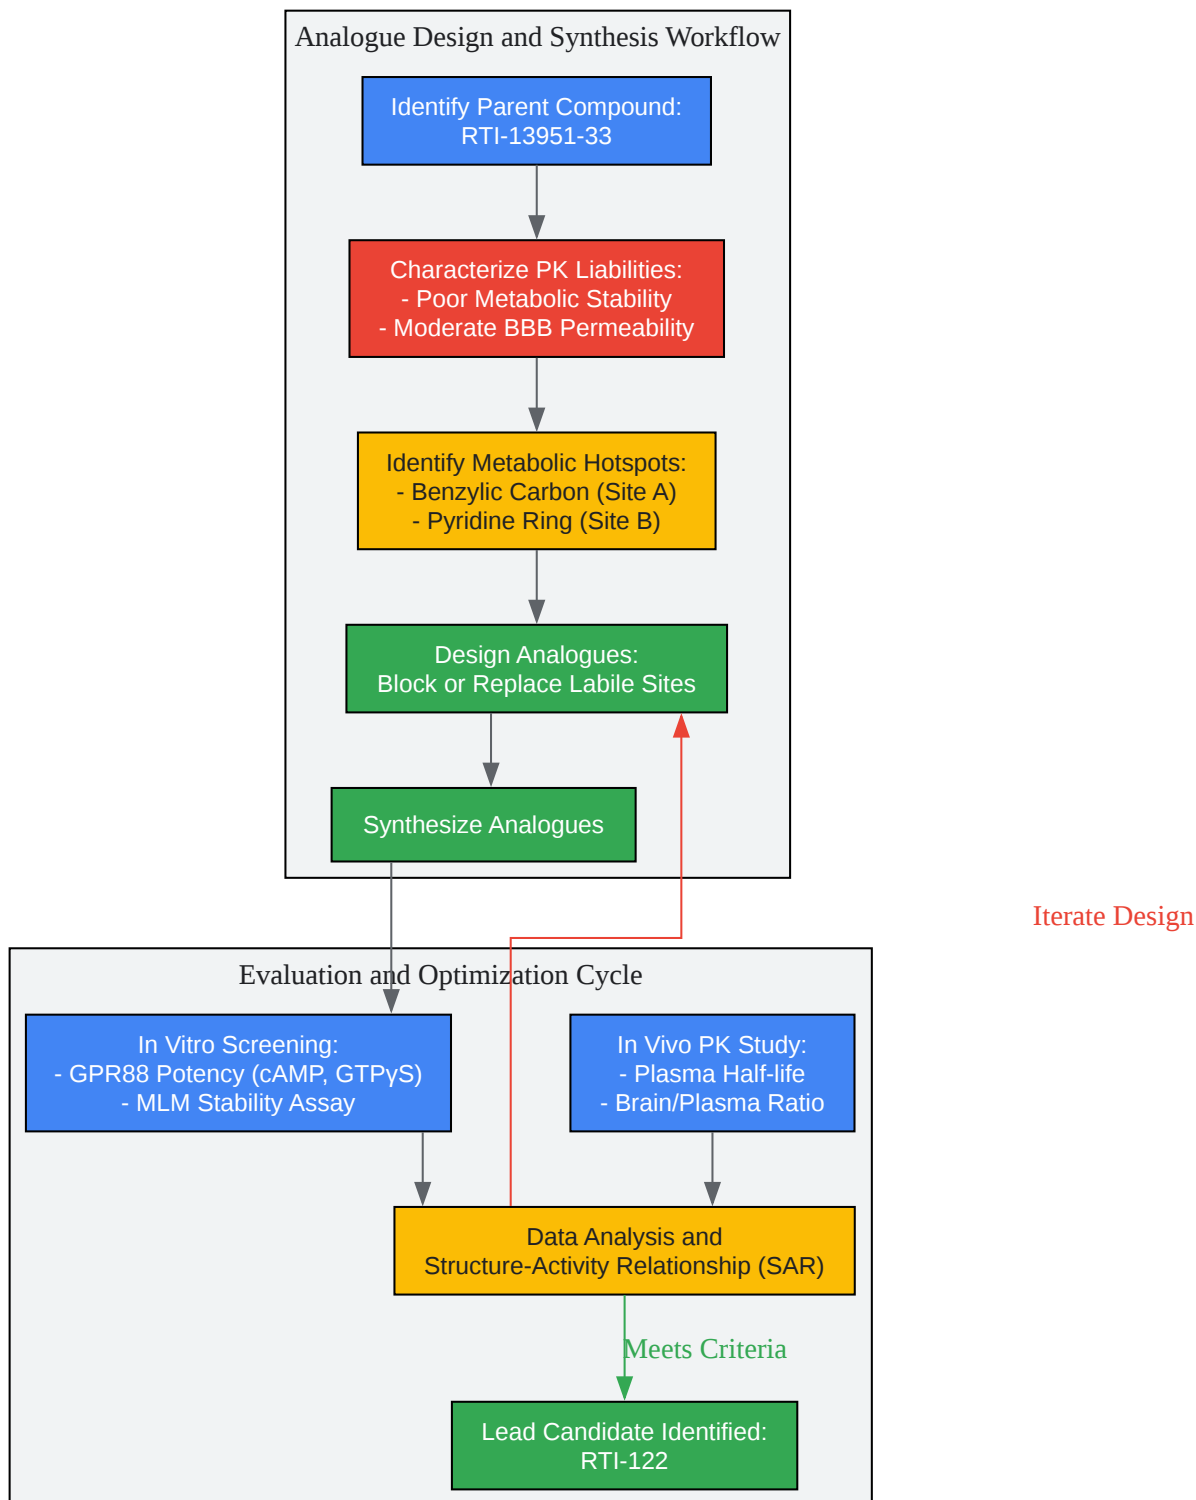 Analogue Design and Synthesis Workflow
Identify Parent Compound:
RTI-13951-33
Characterize PK Liabilities:
- Poor Metabolic Stability
- Moderate BBB Permeability
Identify Metabolic Hotspots:
- Benzylic Carbon (Site A)
- Pyridine Ring (Site B)
Design Analogues:
Block or Replace Labile Sites
Synthesize Analogues
Iterate Design
Evaluation and Optimization Cycle
In Vitro Screening:
- GPR88 Potency (cAMP, GTPγS)
- MLM Stability Assay
In Vivo PK Study:
- Plasma Half-life
- Brain/Plasma Ratio
Data Analysis and
Structure-Activity Relationship (SAR)
Meets Criteria
Lead Candidate Identified:
RTI-122